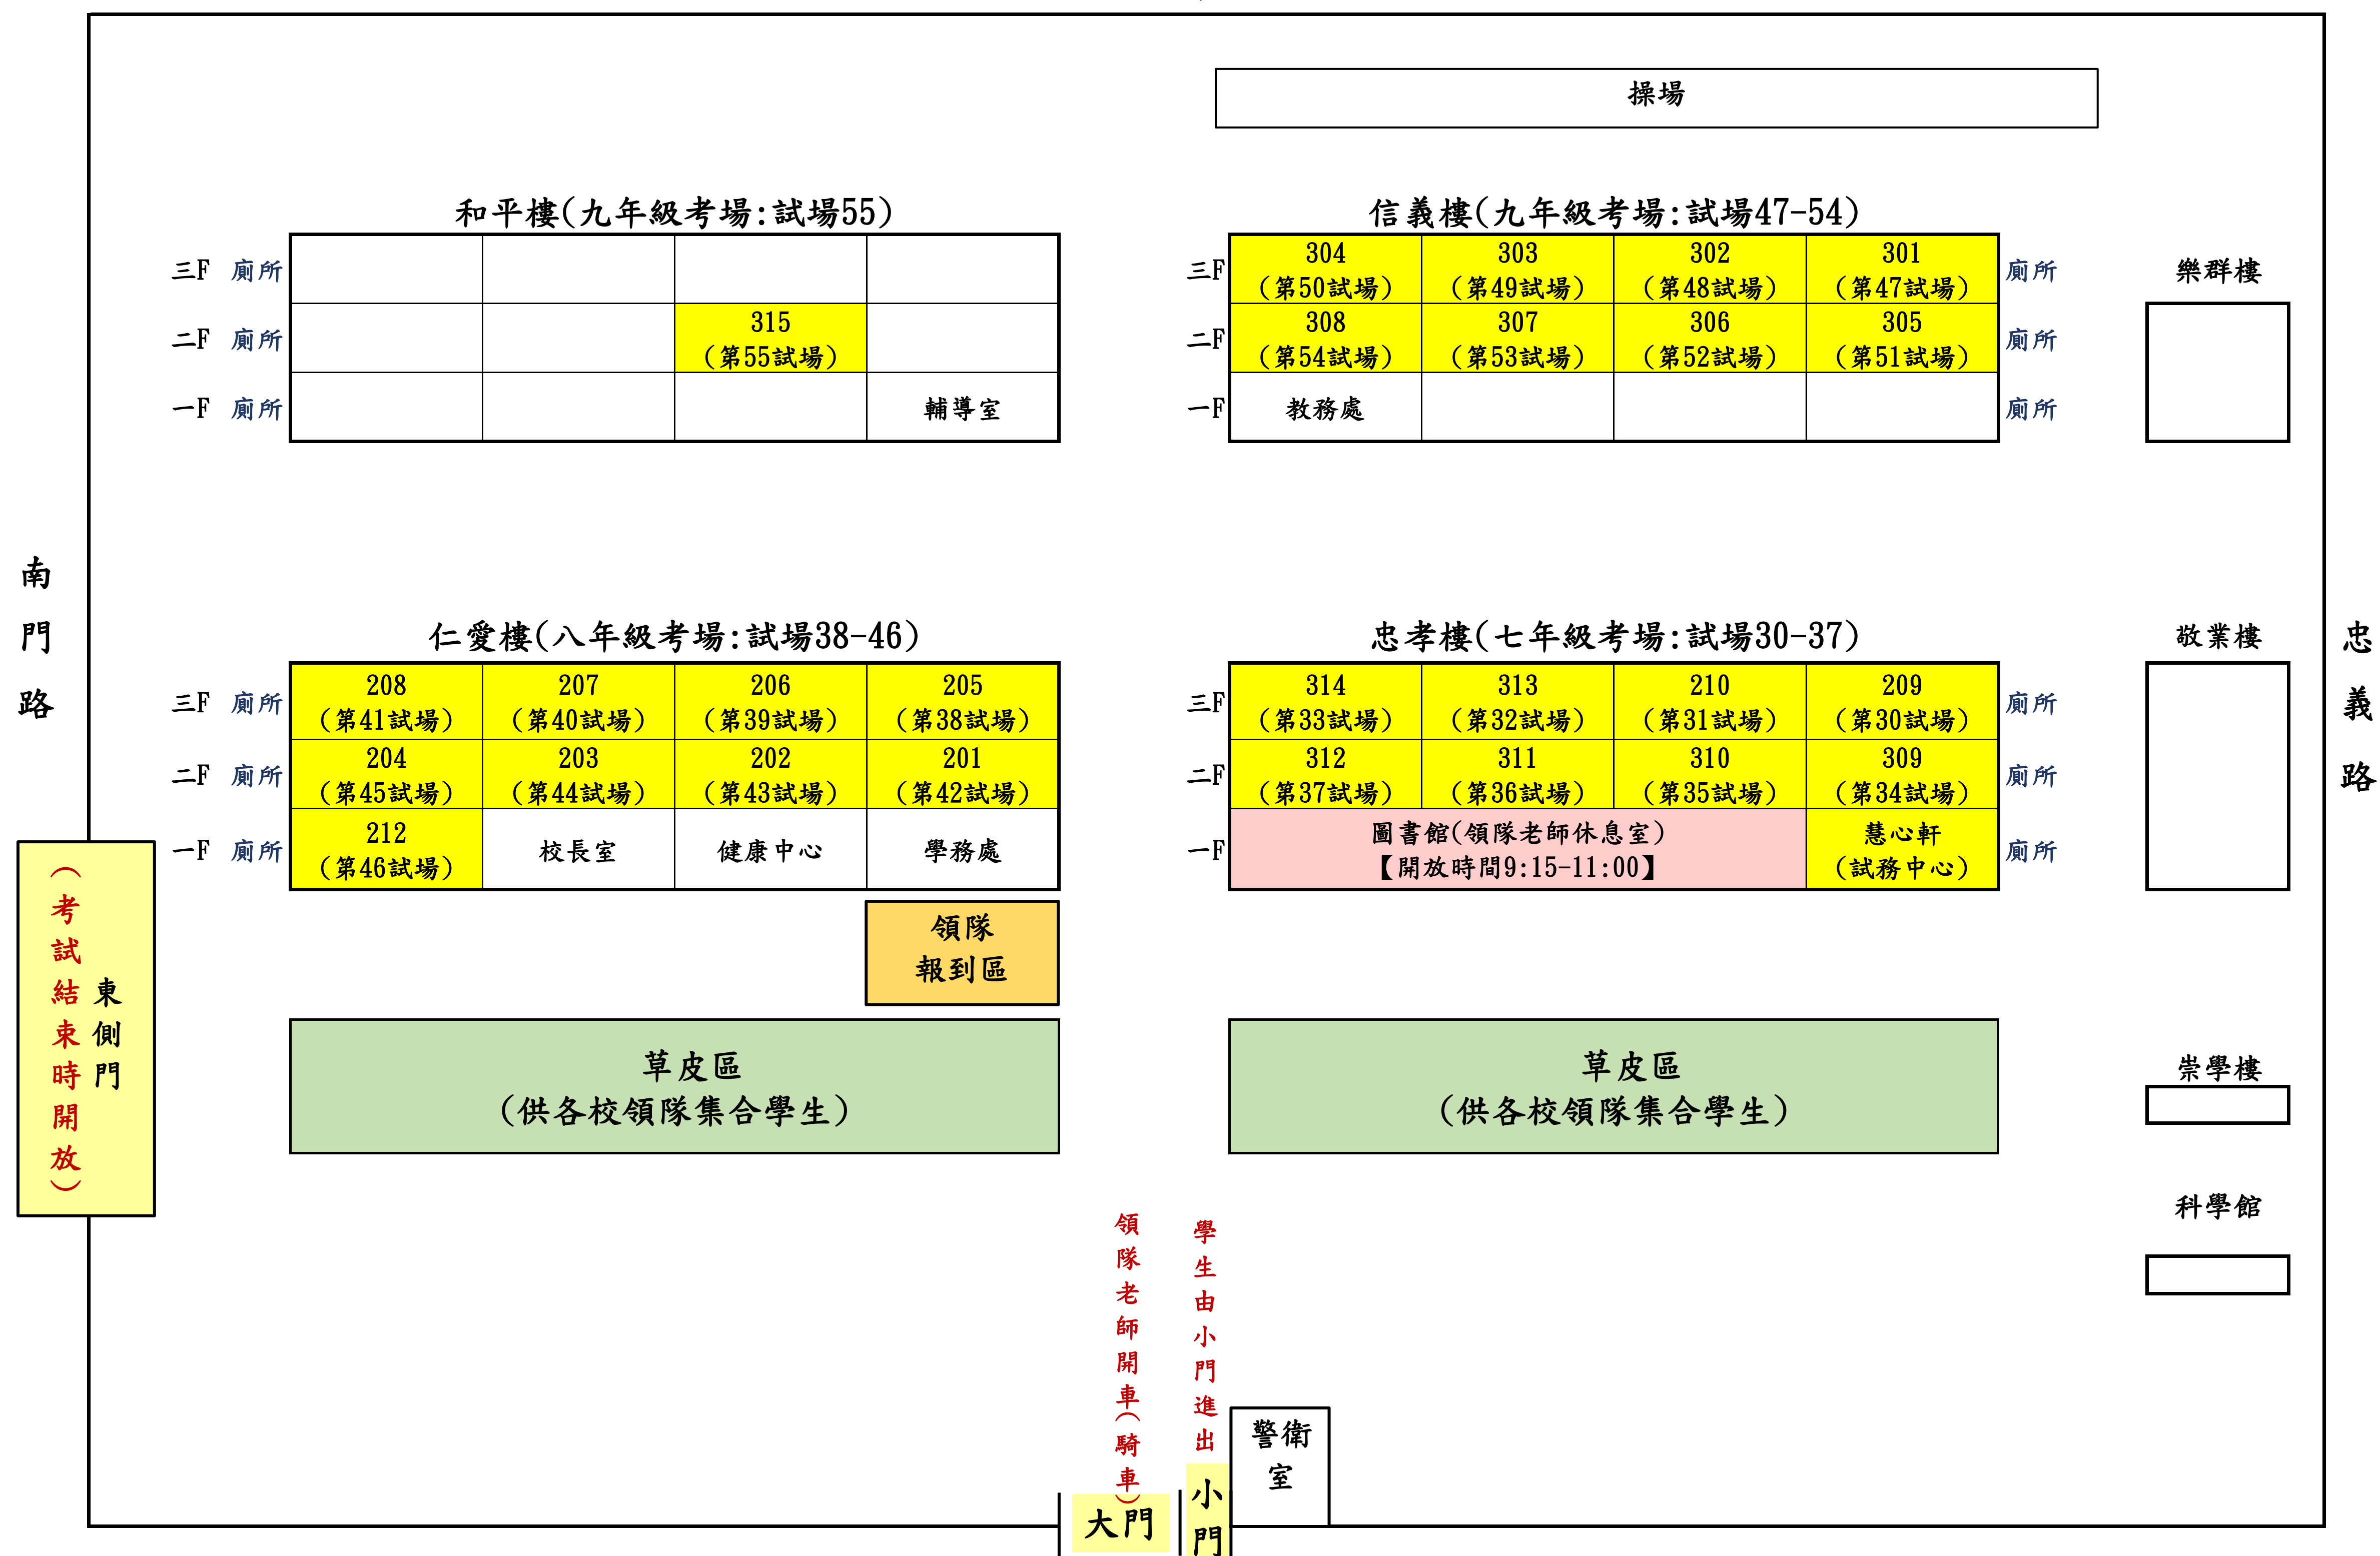 操場
和平樓(九年級考場:試場55)
三F 廁所
二F 廁所
315
(第55試場)
一F 廁所
輔導室
信義樓(九年級考場:試場47-54)
三F
304
(第50試場)
303
(第49試場)
302
(第48試場)
301
(第47試場)
廁所
二F
308
(第54試場)
307
(第53試場)
306
(第52試場)
305
(第51試場)
廁所
一F
教務處
廁所
樂群樓
南門路
仁愛樓(八年級考場:試場38-46)
三F 廁所
208
(第41試場)
207
(第40試場)
206
(第39試場)
205
(第38試場)
二F 廁所
204
(第45試場)
203
(第44試場)
202
(第43試場)
201
(第42試場)
一F 廁所
212
(第46試場)
校長室
健康中心
學務處
忠孝樓(七年級考場:試場30-37)
三F
314
(第33試場)
313
(第32試場)
210
(第31試場)
209
(第30試場)
廁所
二F
312
(第37試場)
311
(第36試場)
310
(第35試場)
309
(第34試場)
廁所
一F
圖書館(領隊老師休息室)
【開放時間9:15-11:00】
慧心軒
(試務中心)
廁所
敬業樓
忠義路
東側門
(考試結束時開放)
領隊
報到區
草皮區
(供各校領隊集合學生)
草皮區
(供各校領隊集合學生)
崇學樓
科學館
領隊老師開車(騎車)
學生由小門進出
警衛
室
大門
小門